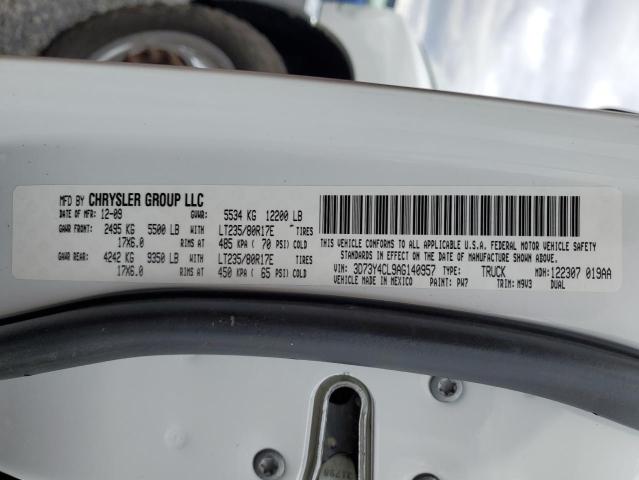 MFD BY CHRYSLER GROUP LLC
DATE OF MFR: 12-09 GVWR: 5534 KG 12200 LB
GAWR FRONT: 2495 KG 5500 LB LT235/80R17E TIRES
17X6.0 RIMS AT 485 KPA ( 70 PSI) COLD
GAWR REAR: 4242 KG 9350 LB LT235/80R17E TIRES
17X6.0 RIMS AT 450 KPA ( 65 PSI) COLD
THIS VEHICLE CONFORMS TO ALL APPLICABLE U.S.A. FEDERAL MOTOR VEHICLE SAFETY
STANDARDS IN EFFECT ON THE DATE OF MANUFACTURE SHOWN ABOVE.
VIN: 3D73Y4CL9AG140957 TYPE: TRUCK MDH: 122307 019AA
VEHICLE MADE IN MEXICO PAINT: PW7 TRIM: M9V3 DUAL